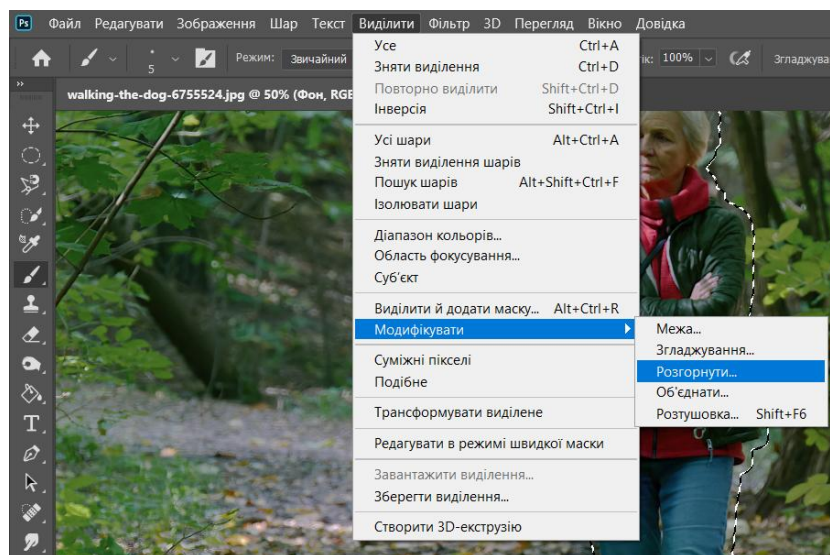 Ps Файл Редагувати Зображення Шар Текст Виділити Фільтр 3D Перегляд Вікно Довідка
5 Режим: Звичайний ік: 100% Згладжува
walking-the-dog-6755524.jpg @ 50% (Фон, RGB
Усе Ctrl+A
Зняти виділення Ctrl+D
Повторно виділити Shift+Ctrl+D
Інверсія Shift+Ctrl+I
Усі шари Alt+Ctrl+A
Зняти виділення шарів
Пошук шарів Alt+Shift+Ctrl+F
Ізолювати шари
Діапазон кольорів...
Область фокусування...
Суб'єкт
Виділити й додати маску... Alt+Ctrl+R
Модифікувати
Суміжні пікселі
Подібне
Трансформувати виділене
Редагувати в режимі швидкої маски
Завантажити виділення...
Зберегти виділення...
Створити 3D-екструзію
Межа...
Згладжування...
Розгорнути...
Об'єднати...
Розтушовка... Shift+F6